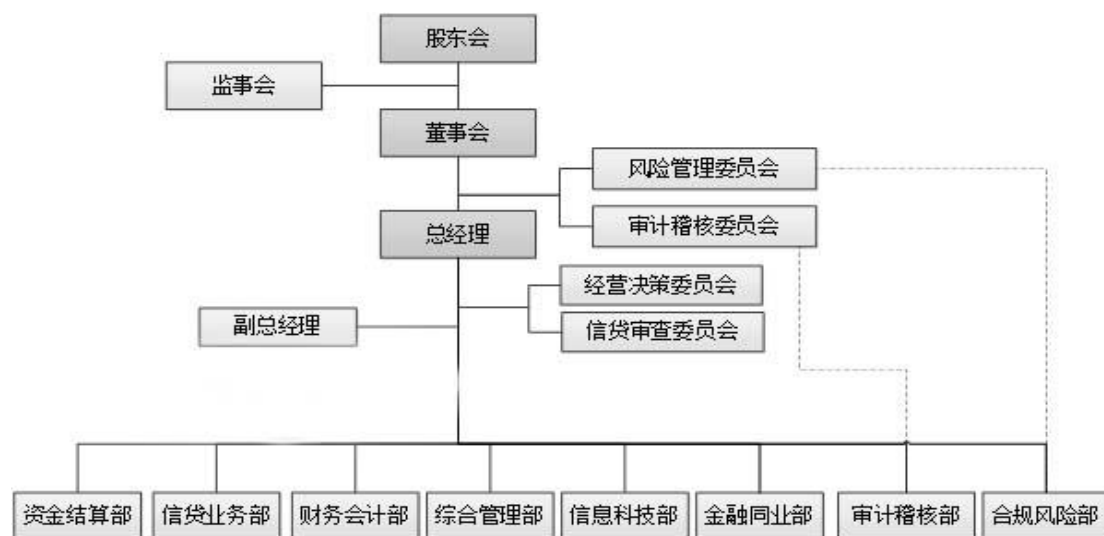 股东会
监事会
董事会
风险管理委员会
审计稽核委员会
总经理
经营决策委员会
信贷审查委员会
副总经理
资金结算部
信贷业务部
财务会计部
综合管理部
信息科技部
金融同业部
审计稽核部
合规风险部